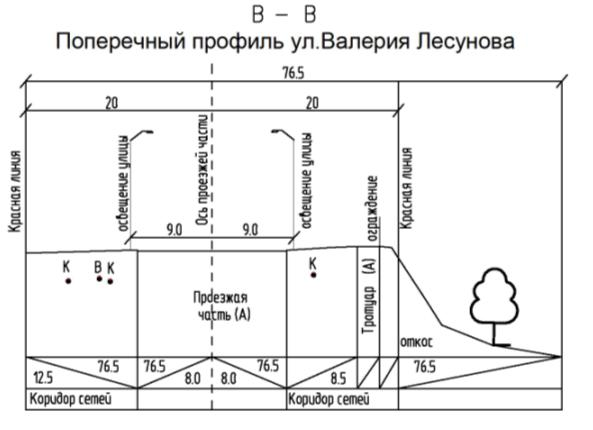 В – В
Поперечный профиль ул.Валерия Лесунова
76.5
20
20
Красная линия
освещение улицы
Ось проезжей части
освещение улицы
ограждение
Красная линия
9.0
9.0
К
В К
К
Проезжая
часть (А)
Тротуар (А)
откос
12.5
76.5
76.5
8.0
8.0
76.5
8.5
76.5
Коридор сетей
Коридор сетей